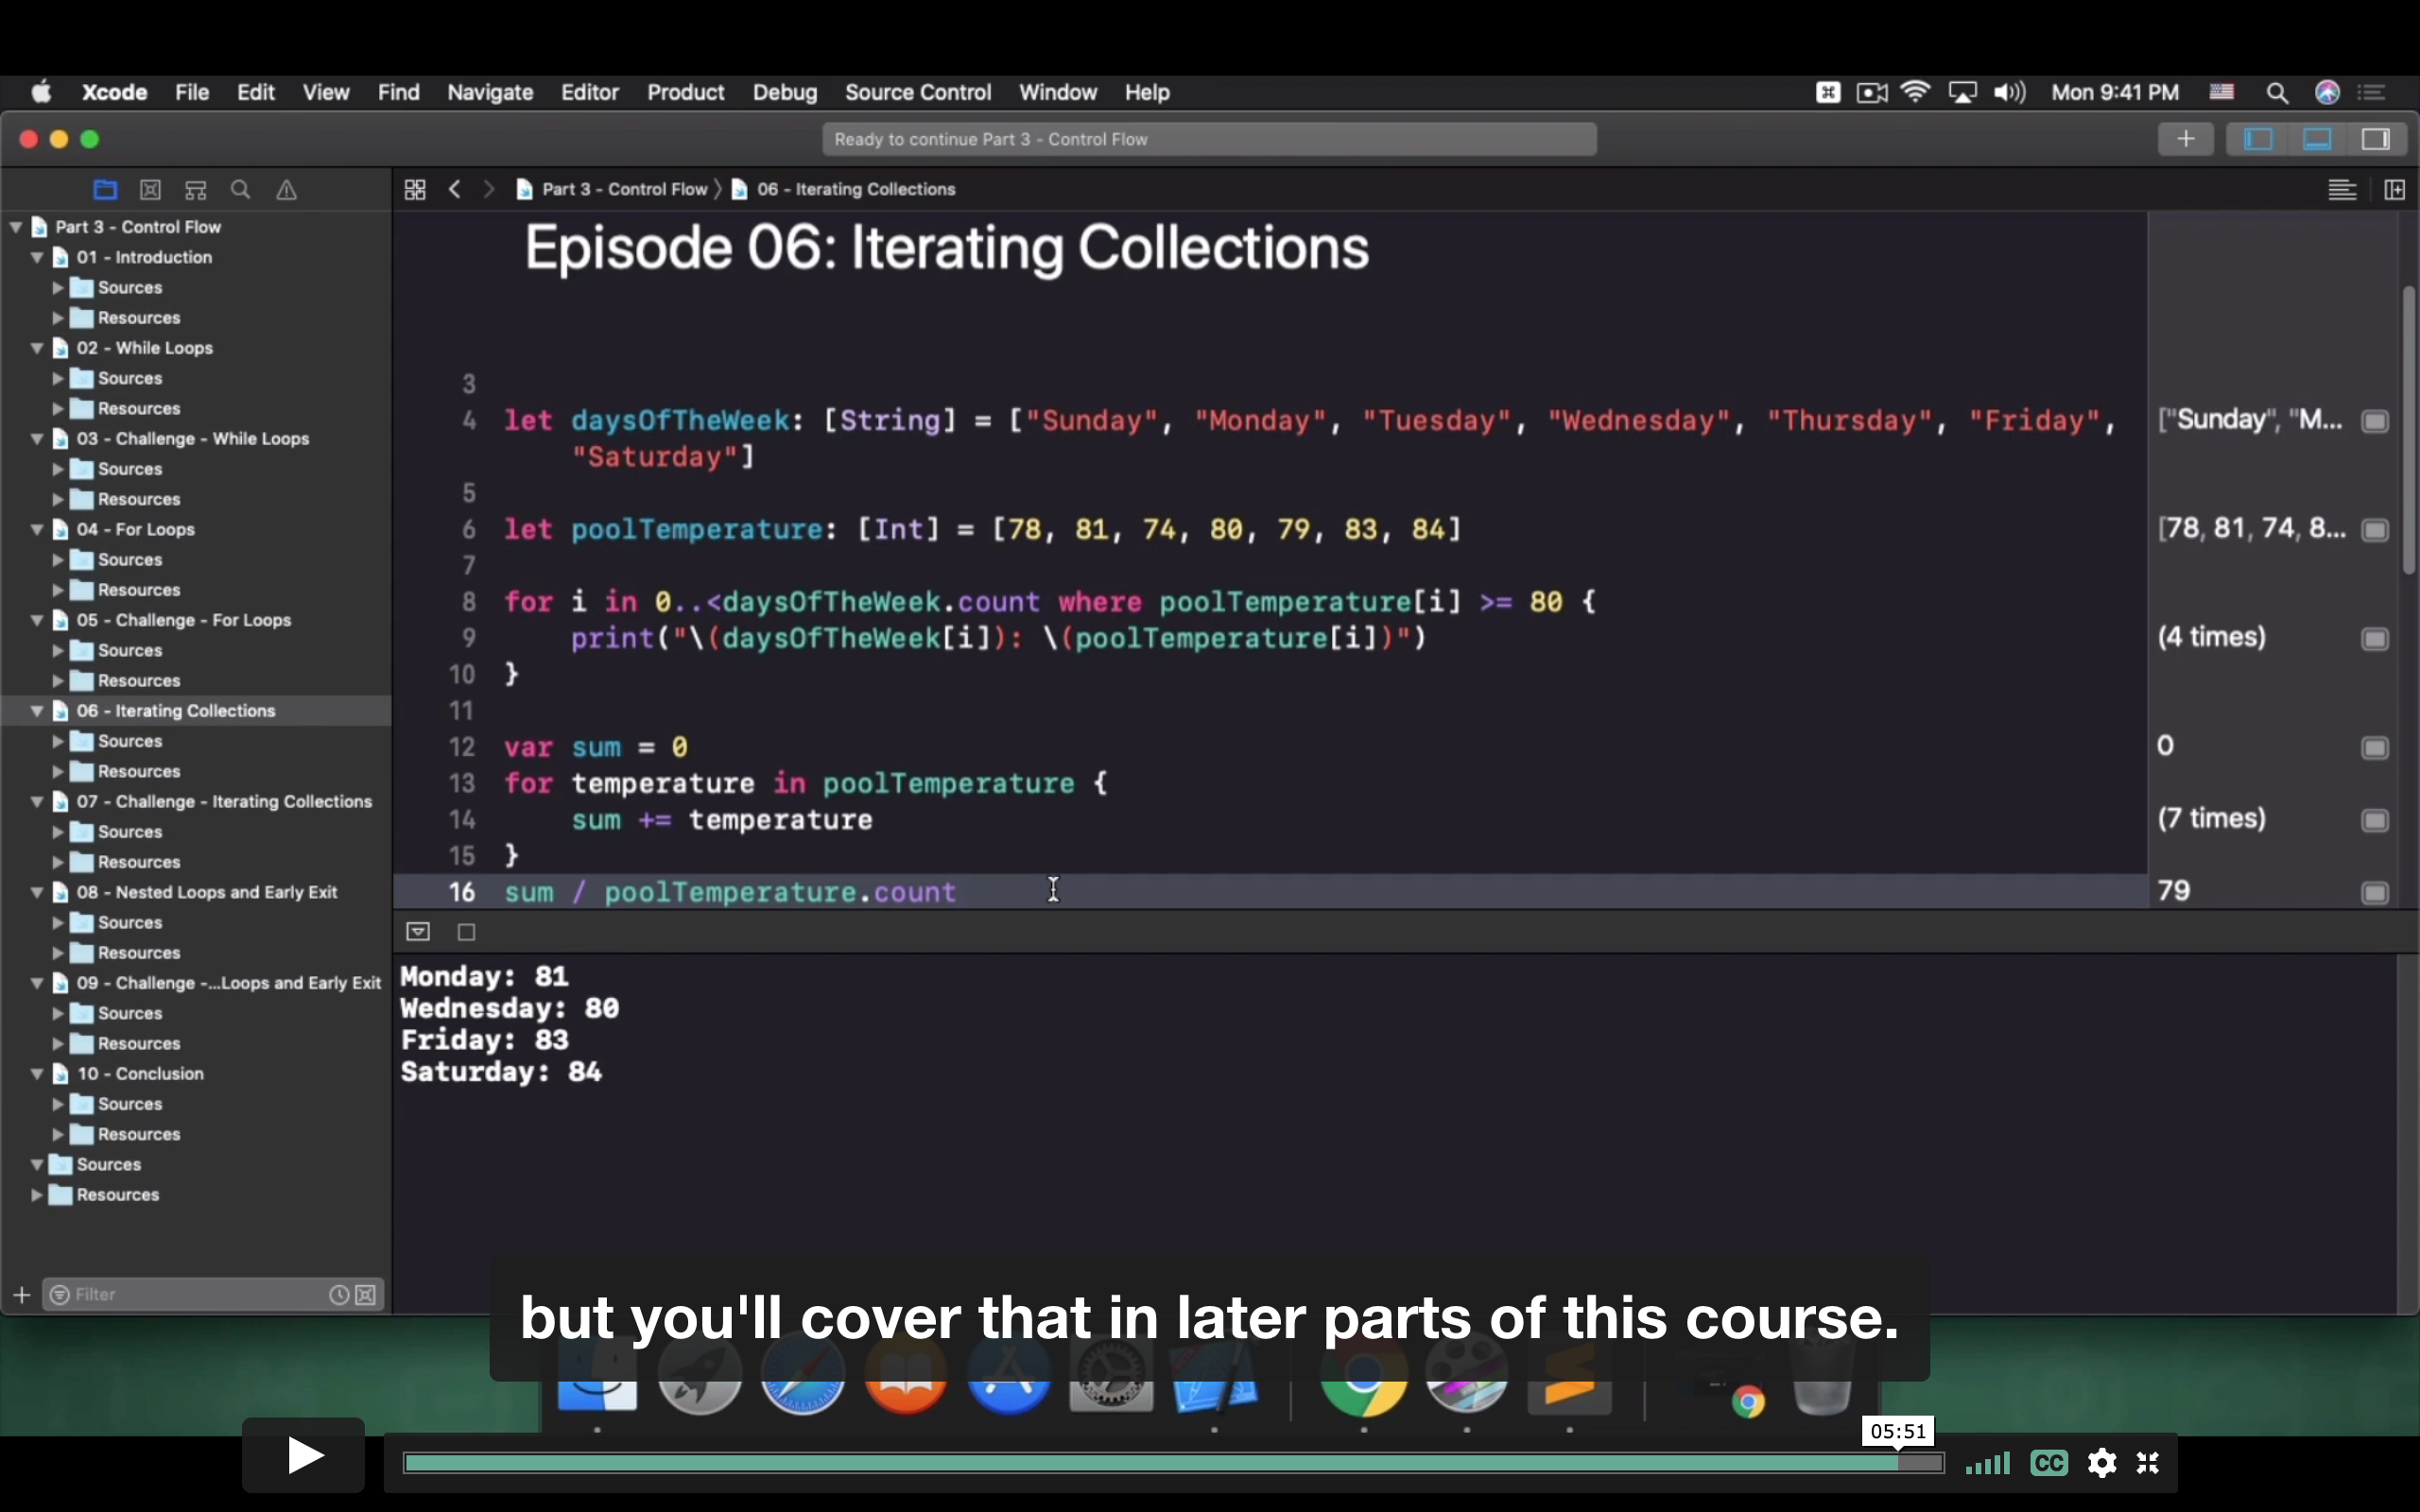 Xcode File Edit View Find Navigate Editor Product Debug Source Control Window Help Mon 9:41 PM
Ready to continue Part 3 - Control Flow
Part 3 - Control Flow 06 - Iterating Collections
Part 3 - Control Flow
01 - Introduction
Sources
Resources
02 - While Loops
Sources
Resources
03 - Challenge - While Loops
Sources
Resources
04 - For Loops
Sources
Resources
05 - Challenge - For Loops
Sources
Resources
06 - Iterating Collections
Sources
Resources
07 - Challenge - Iterating Collections
Sources
Resources
08 - Nested Loops and Early Exit
Sources
Resources
09 - Challenge -...Loops and Early Exit
Sources
Resources
10 - Conclusion
Sources
Resources
Sources
Resources
Filter
Episode 06: Iterating Collections
3
4 let daysOfTheWeek: [String] = ["Sunday", "Monday", "Tuesday", "Wednesday", "Thursday", "Friday",
"Saturday"]
5
6 let poolTemperature: [Int] = [78, 81, 74, 80, 79, 83, 84]
7
8 for i in 0..<daysOfTheWeek.count where poolTemperature[i] >= 80 {
9 print("\(daysOfTheWeek[i]): \(poolTemperature[i])")
10 }
11
12 var sum = 0
13 for temperature in poolTemperature {
14 sum += temperature
15 }
16 sum / poolTemperature.count
["Sunday", "M...
[78, 81, 74, 8...
(4 times)
0
(7 times)
79
Monday: 81
Wednesday: 80
Friday: 83
Saturday: 84
but you'll cover that in later parts of this course.
05:51
CC